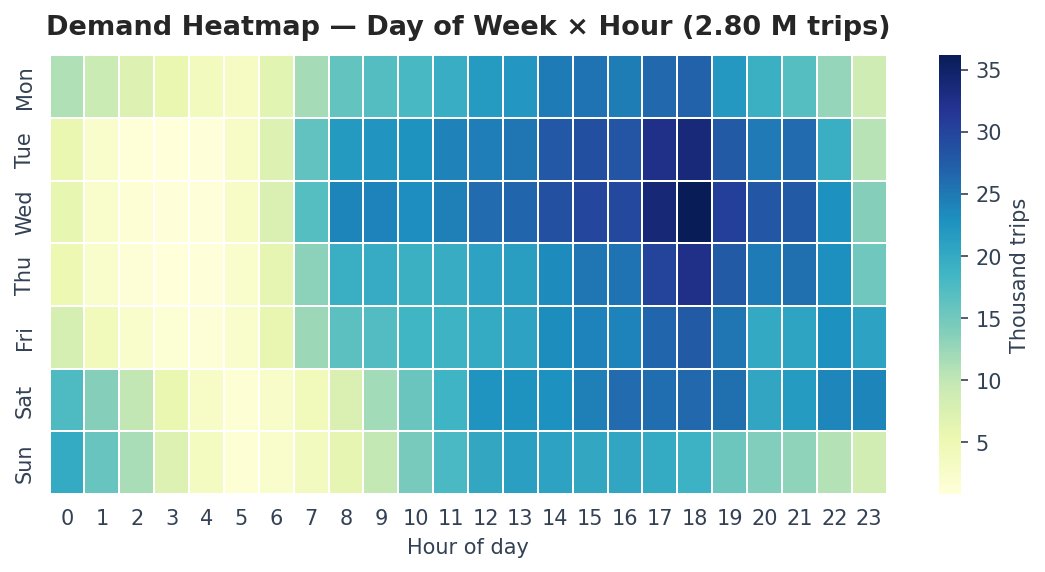 Demand Heatmap — Day of Week × Hour (2.80 M trips)
Mon
Tue
Wed
Thu
Fri
Sat
Sun
0 1 2 3 4 5 6 7 8 9 10 11 12 13 14 15 16 17 18 19 20 21 22 23
Hour of day
35
30
25
20
15
10
5
Thousand trips